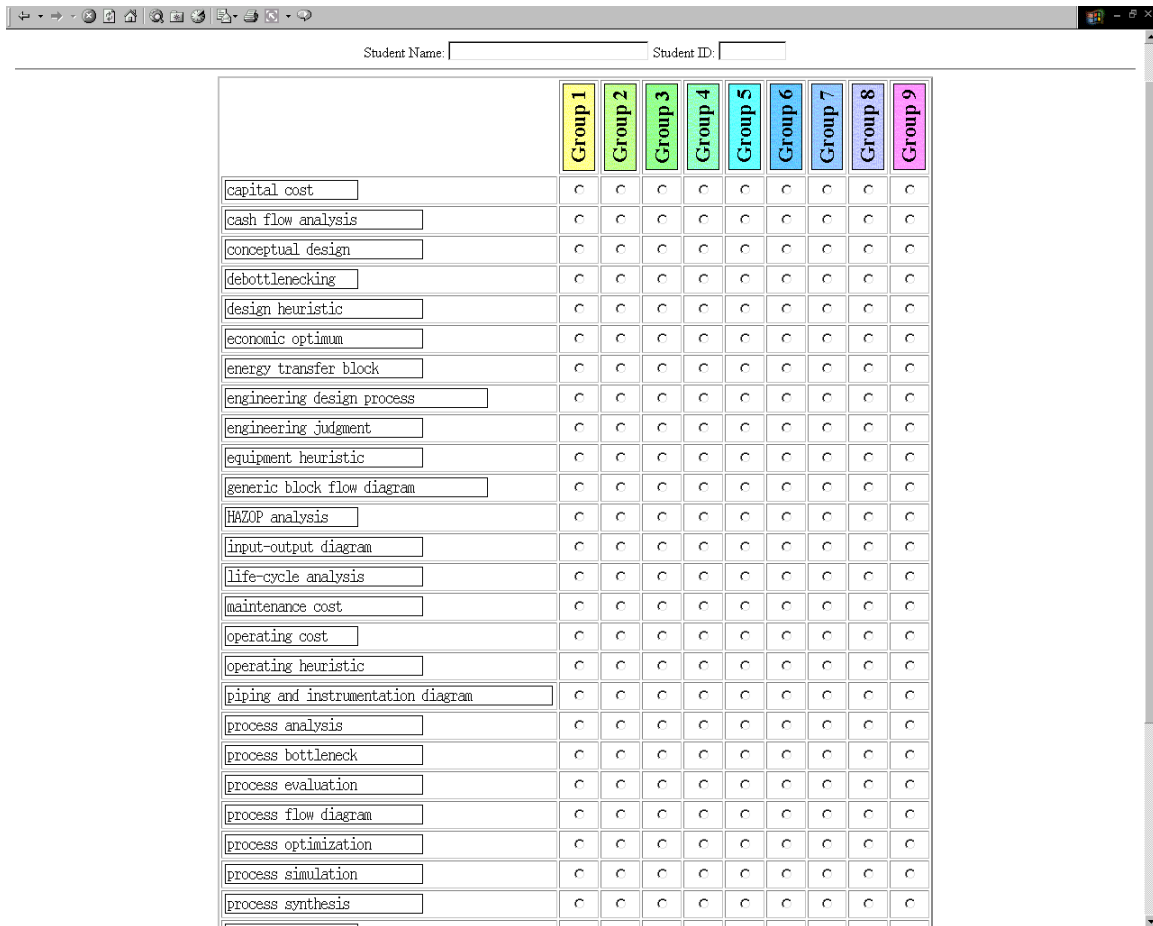 Student Name: Student ID:
Group 1 Group 2 Group 3 Group 4 Group 5 Group 6 Group 7 Group 8 Group 9
capital cost
cash flow analysis
conceptual design
debottlenecking
design heuristic
economic optimum
energy transfer block
engineering design process
engineering judgment
equipment heuristic
generic block flow diagram
HAZOP analysis
input-output diagram
life-cycle analysis
maintenance cost
operating cost
operating heuristic
piping and instrumentation diagram
process analysis
process bottleneck
process evaluation
process flow diagram
process optimization
process simulation
process synthesis